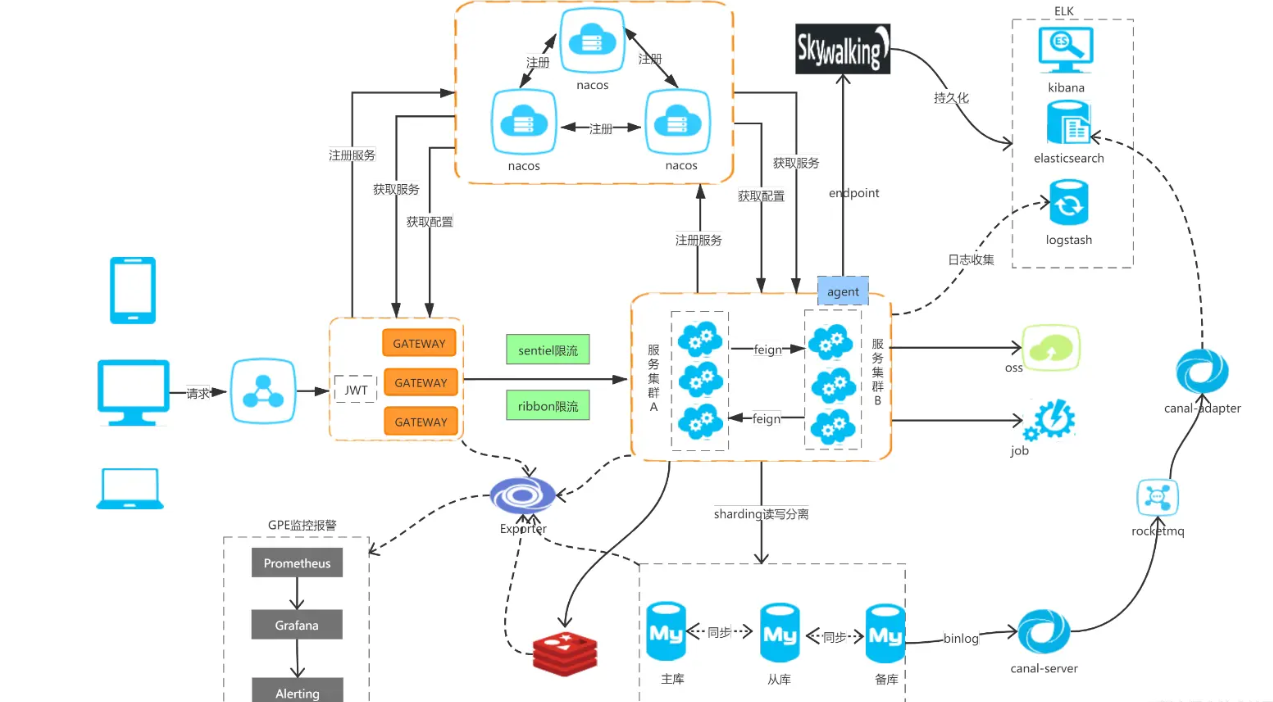 ELK
Skywalking
ES
kibana
注册
注册
nacos
持久化
注册
nacos
nacos
elasticsearch
注册服务
获取服务
获取服务
获取配置
endpoint
获取配置
注册服务
logstash
日志收集
agent
GATEWAY
sentiel限流
服务集群A
feign
服务集群B
oss
请求
JWT
GATEWAY
ribbon限流
GATEWAY
feign
job
canal-adapter
Exporter
sharding读写分离
rocketmq
GPE监控报警
Prometheus
Grafana
Alerting
My
同步
My
同步
My
binlog
canal-server
主库
从库
备库